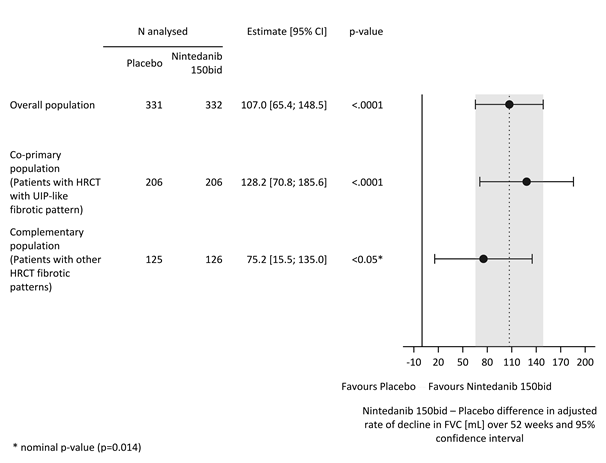 N analysed Estimate [95% CI] p-value
Placebo Nintedanib
150bid
Overall population 331 332 107.0 [65.4; 148.5] <.0001
Co-primary
population
(Patients with HRCT 206 206 128.2 [70.8; 185.6] <.0001
with UIP-like
fibrotic pattern)
Complementary
population
(Patients with other 125 126 75.2 [15.5; 135.0] <0.05*
HRCT fibrotic
patterns)
-10 20 50 80 110 140 170 200
Favours Placebo Favours Nintedanib 150bid
Nintedanib 150bid – Placebo difference in adjusted
rate of decline in FVC [mL] over 52 weeks and 95%
confidence interval
* nominal p-value (p=0.014)